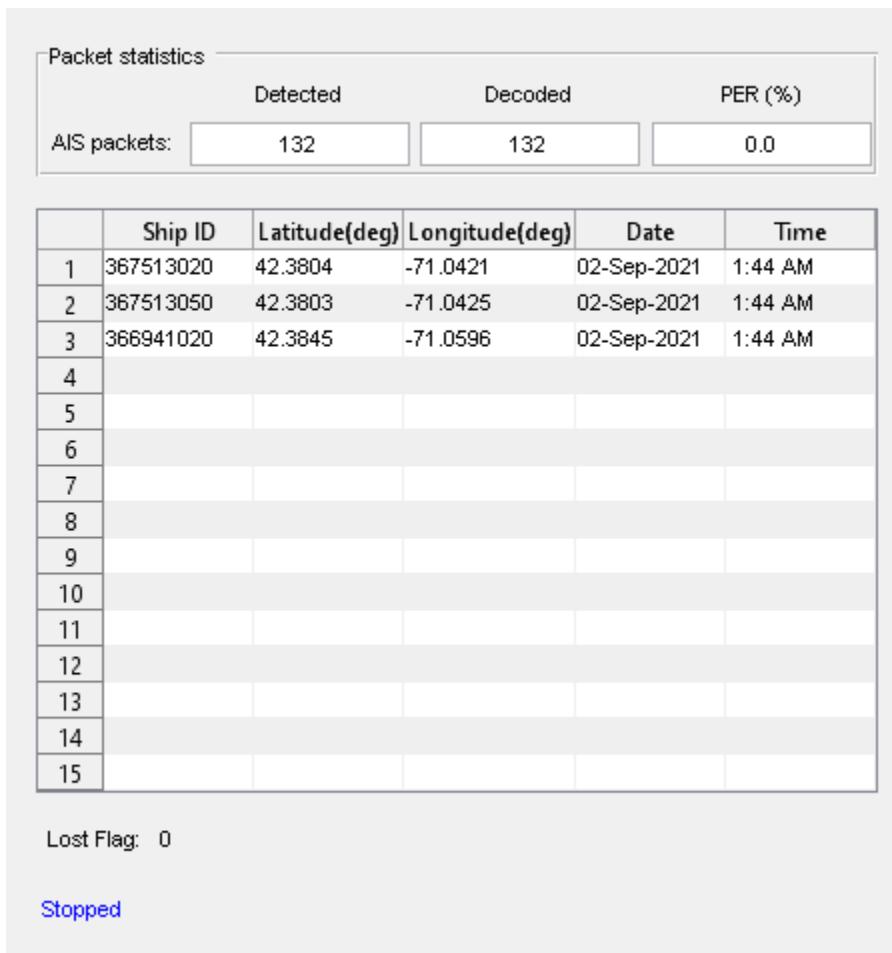 Packet statistics
Detected Decoded PER (%)
AIS packets: 132 132 0.0
Ship ID Latitude(deg) Longitude(deg) Date Time
1 367513020 42.3804 -71.0421 02-Sep-2021 1:44 AM
2 367513050 42.3803 -71.0425 02-Sep-2021 1:44 AM
3 366941020 42.3845 -71.0596 02-Sep-2021 1:44 AM
4
5
6
7
8
9
10
11
12
13
14
15
Lost Flag: 0
Stopped